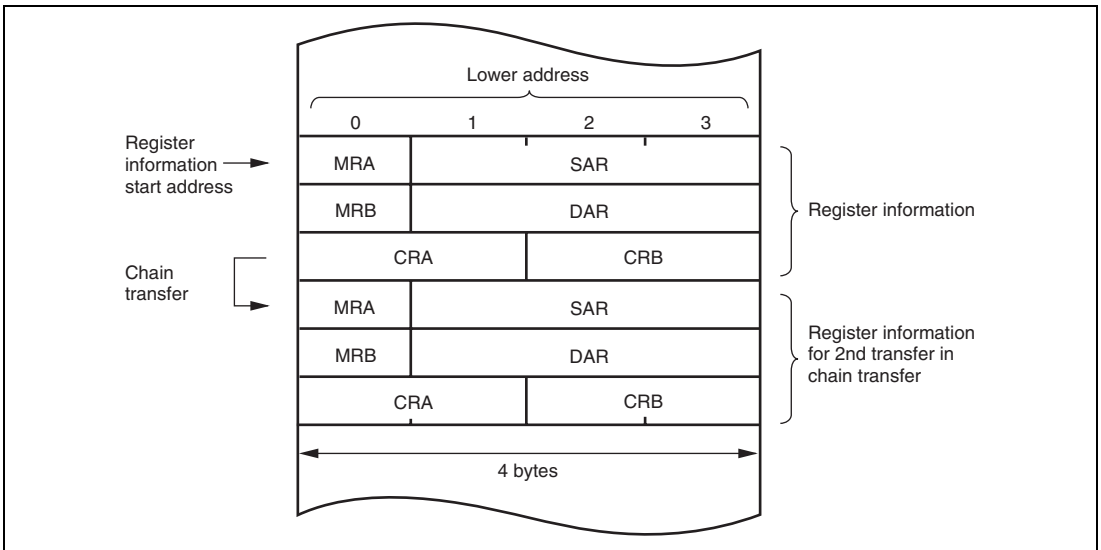 Lower address
0 1 2 3
Register
information
start address
MRA SAR
MRB DAR
Register information
CRA CRB
Chain
transfer
MRA SAR
MRB DAR
Register information
for 2nd transfer in
chain transfer
CRA CRB
4 bytes